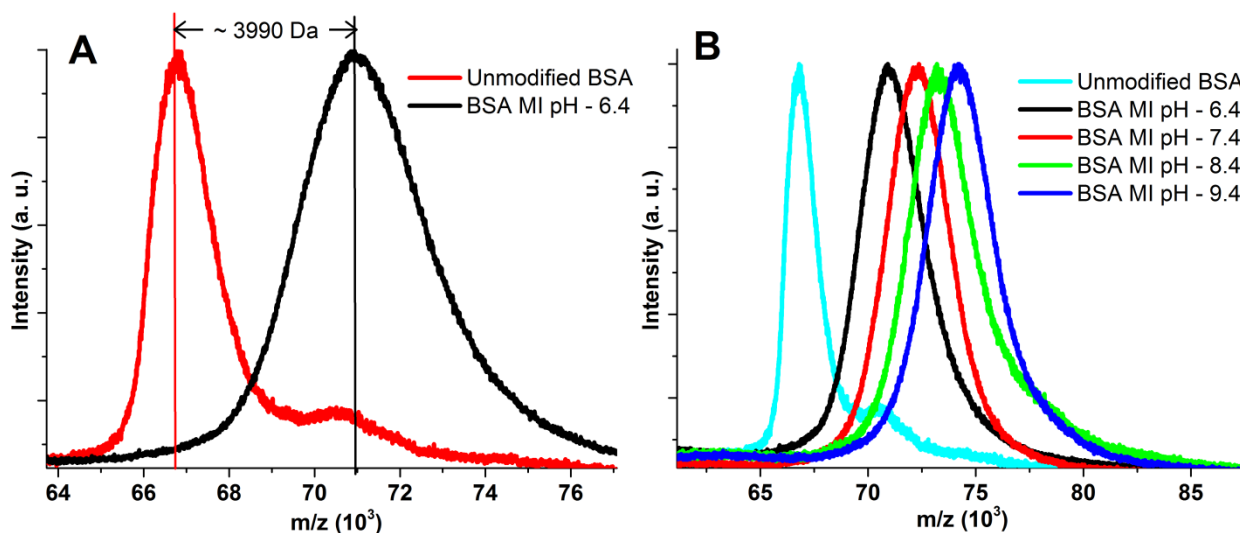 A
~ 3990 Da
Unmodified BSA
BSA MI pH - 6.4
Intensity (a. u.)
64 66 68 70 72 74 76
m/z (10³)
B
Unmodified BSA
BSA MI pH - 6.4
BSA MI pH - 7.4
BSA MI pH - 8.4
BSA MI pH - 9.4
Intensity (a. u.)
65 70 75 80 85
m/z (10³)